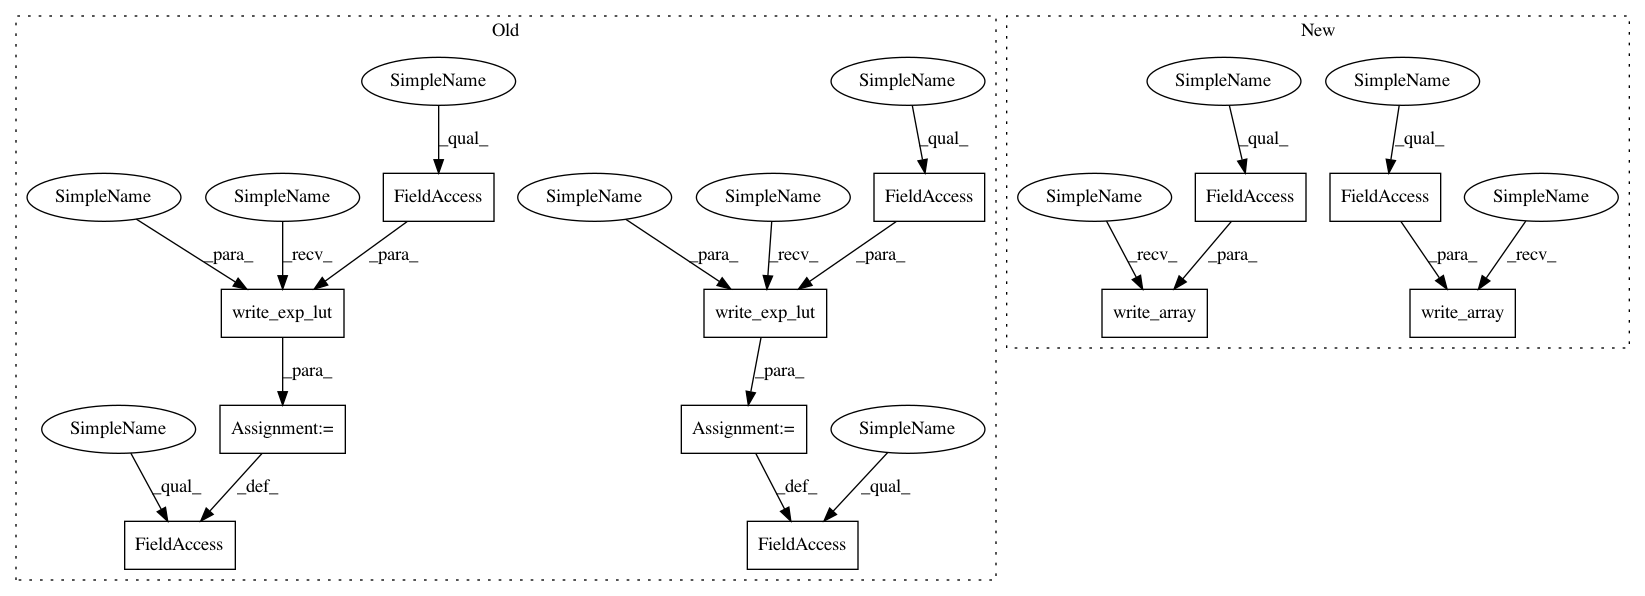 Old
New
SimpleName
SimpleName
SimpleName
SimpleName
_qual_
_qual_
_qual_
_qual_
SimpleName
SimpleName
FieldAccess
SimpleName
SimpleName
FieldAccess
SimpleName
FieldAccess
FieldAccess
SimpleName
_para_
_recv_
_para_
_para_
_recv_
_para_
_recv_
_para_
_para_
_recv_
write_exp_lut
write_exp_lut
write_array
write_array
_para_
_para_
SimpleName
Assignment:=
Assignment:=
SimpleName
_qual_
_def_
_def_
_qual_
FieldAccess
FieldAccess